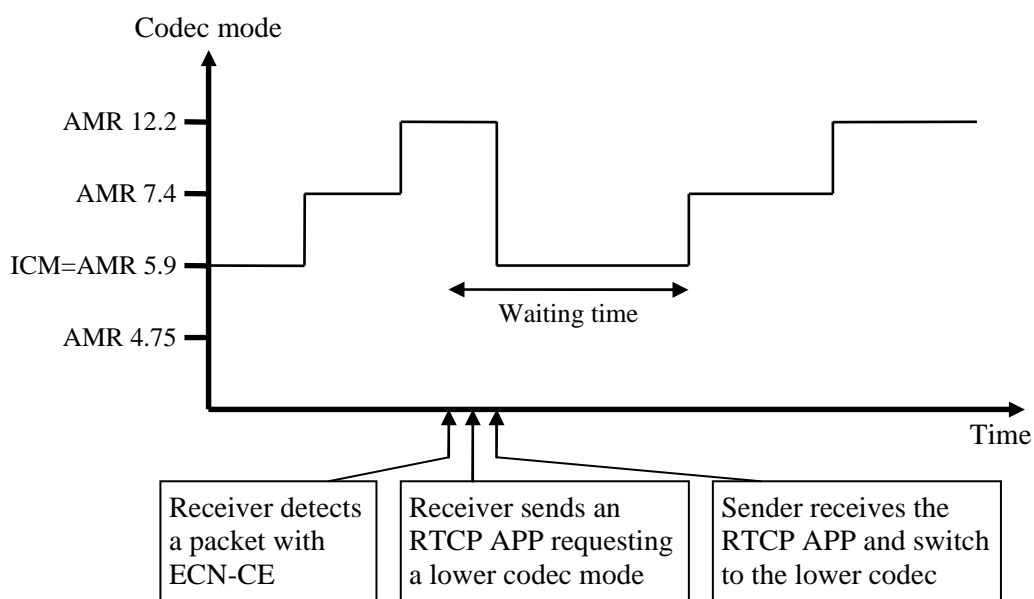 Codec mode
AMR 12.2
AMR 7.4
ICM=AMR 5.9
Waiting time
AMR 4.75
Time
Receiver detects
a packet with
ECN-CE
Receiver sends an
RTCP APP requesting
a lower codec mode
Sender receives the
RTCP APP and switch
to the lower codec